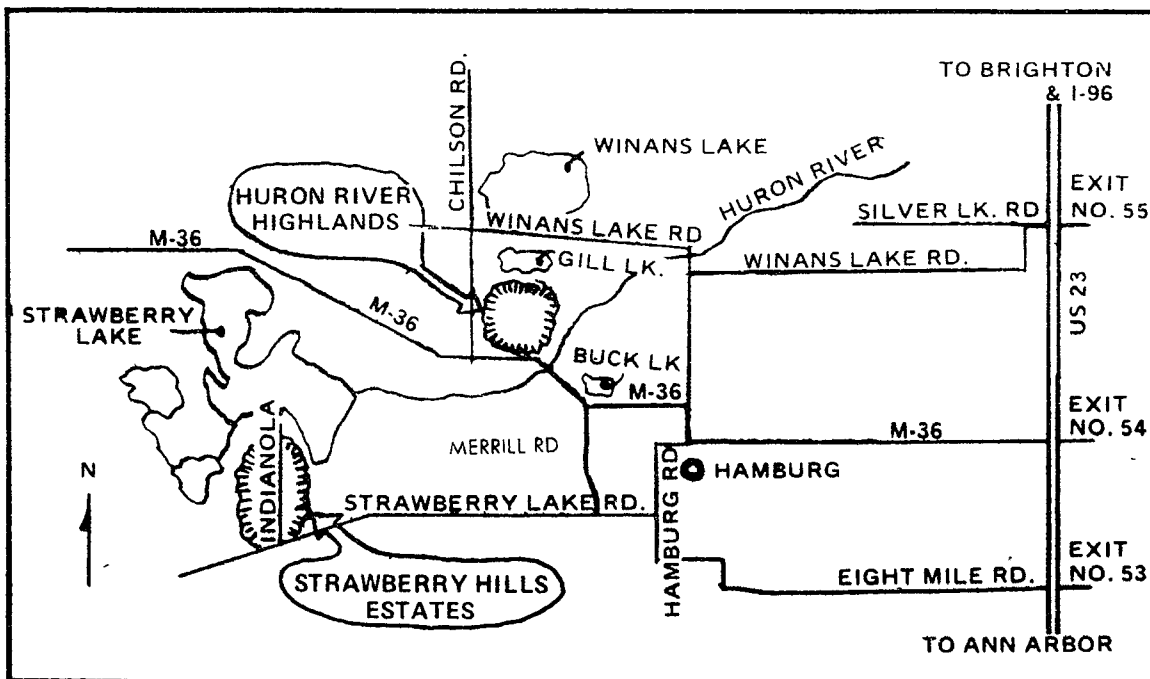 TO BRIGHTON
& I-96
CHILSON RD.
WINANS LAKE
HURON RIVER
HURON RIVER
HIGHLANDS
EXIT
NO. 55
SILVER LK. RD
WINANS LAKE RD
M-36
GILL LK.
WINANS LAKE RD.
US 23
STRAWBERRY
LAKE
M-36
BUCK LK
M-36
EXIT
NO. 54
M-36
INDIANOLA
MERRILL RD
HAMBURG RD
HAMBURG
N
STRAWBERRY LAKE RD.
EXIT
NO. 53
EIGHT MILE RD.
STRAWBERRY HILLS
ESTATES
TO ANN ARBOR